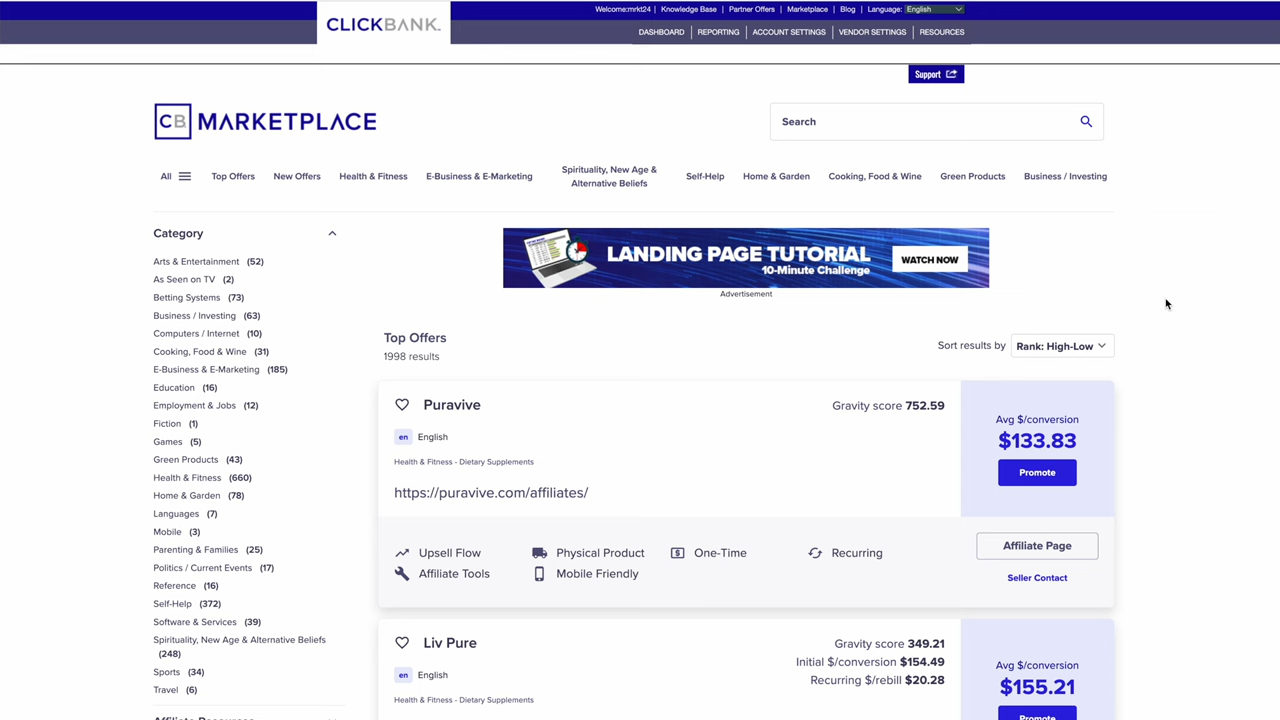 Welcome:mrkt24 | Knowledge Base | Partner Offers | Marketplace | Blog | Language: English
CLICKBANK.
DASHBOARD | REPORTING | ACCOUNT SETTINGS | VENDOR SETTINGS | RESOURCES
Support
CB MARKETPLACE
Search
All Top Offers New Offers Health & Fitness E-Business & E-Marketing Spirituality, New Age & Alternative Beliefs Self-Help Home & Garden Cooking, Food & Wine Green Products Business / Investing
Category
Arts & Entertainment (52)
As Seen on TV (2)
Betting Systems (73)
Business / Investing (63)
Computers / Internet (10)
Cooking, Food & Wine (31)
E-Business & E-Marketing (185)
Education (16)
Employment & Jobs (12)
Fiction (1)
Games (5)
Green Products (43)
Health & Fitness (660)
Home & Garden (78)
Languages (7)
Mobile (3)
Parenting & Families (25)
Politics / Current Events (17)
Reference (16)
Self-Help (372)
Software & Services (39)
Spirituality, New Age & Alternative Beliefs
(248)
Sports (34)
Travel (6)
Affiliate Resources
LANDING PAGE TUTORIAL
10-Minute Challenge
WATCH NOW
Advertisement
Top Offers
1998 results
Sort results by Rank: High-Low
Puravive
Gravity score 752.59
en English
Health & Fitness - Dietary Supplements
https://puravive.com/affiliates/
Avg $/conversion
$133.83
Promote
Upsell Flow Physical Product One-Time Recurring
Affiliate Tools Mobile Friendly
Affiliate Page
Seller Contact
Liv Pure
Gravity score 349.21
Initial $/conversion $154.49
Recurring $/rebill $20.28
en English
Health & Fitness - Dietary Supplements
Avg $/conversion
$155.21
Promote